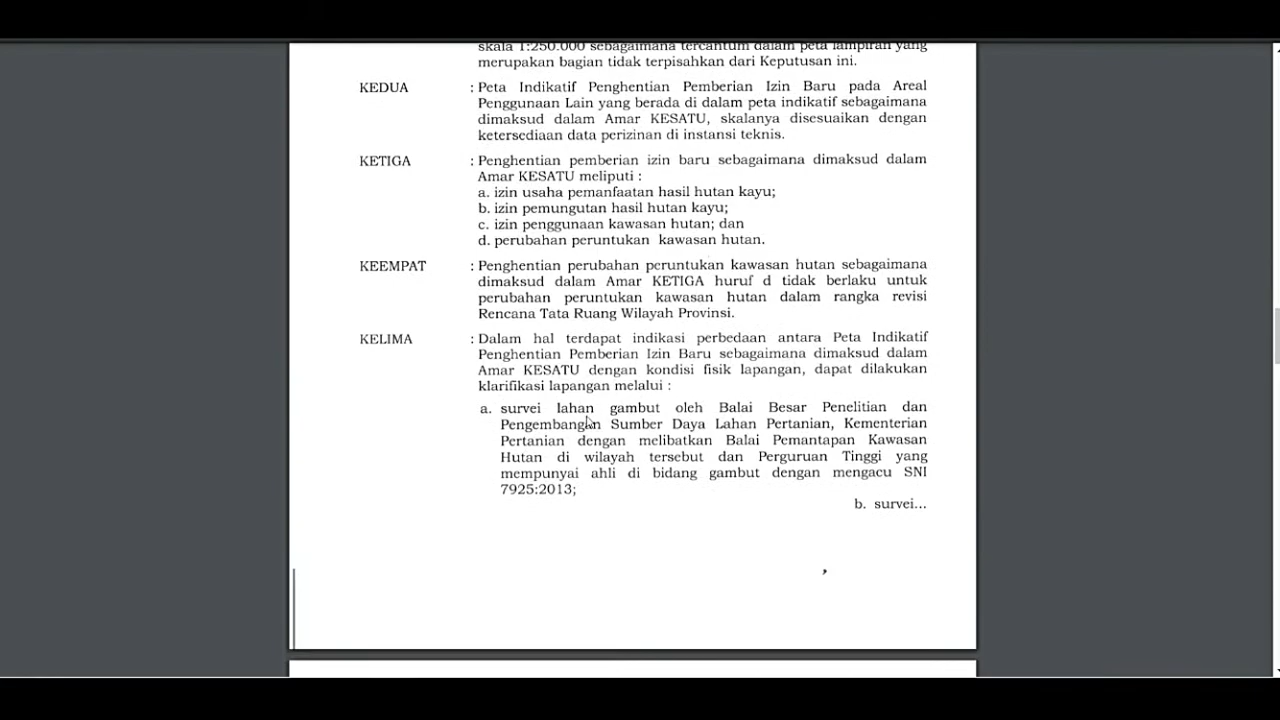 skala 1:250.000 sebagaimana tercantum dalam peta lampiran yang
merupakan bagian tidak terpisahkan dari Keputusan ini.
KEDUA : Peta Indikatif Penghentian Pemberian Izin Baru pada Areal
Penggunaan Lain yang berada di dalam peta indikatif sebagaimana
dimaksud dalam Amar KESATU, skalanya disesuaikan dengan
ketersediaan data perizinan di instansi teknis.
KETIGA : Penghentian pemberian izin baru sebagaimana dimaksud dalam
Amar KESATU meliputi :
a. izin usaha pemanfaatan hasil hutan kayu;
b. izin pemungutan hasil hutan kayu;
c. izin penggunaan kawasan hutan; dan
d. perubahan peruntukan kawasan hutan.
KEEMPAT : Penghentian perubahan peruntukan kawasan hutan sebagaimana
dimaksud dalam Amar KETIGA huruf d tidak berlaku untuk
perubahan peruntukan kawasan hutan dalam rangka revisi
Rencana Tata Ruang Wilayah Provinsi.
KELIMA : Dalam hal terdapat indikasi perbedaan antara Peta Indikatif
Penghentian Pemberian Izin Baru sebagaimana dimaksud dalam
Amar KESATU dengan kondisi fisik lapangan, dapat dilakukan
klarifikasi lapangan melalui :
a. survei lahan gambut oleh Balai Besar Penelitian dan
Pengembangan Sumber Daya Lahan Pertanian, Kementerian
Pertanian dengan melibatkan Balai Pemantapan Kawasan
Hutan di wilayah tersebut dan Perguruan Tinggi yang
mempunyai ahli di bidang gambut dengan mengacu SNI
7925:2013;
b. survei...